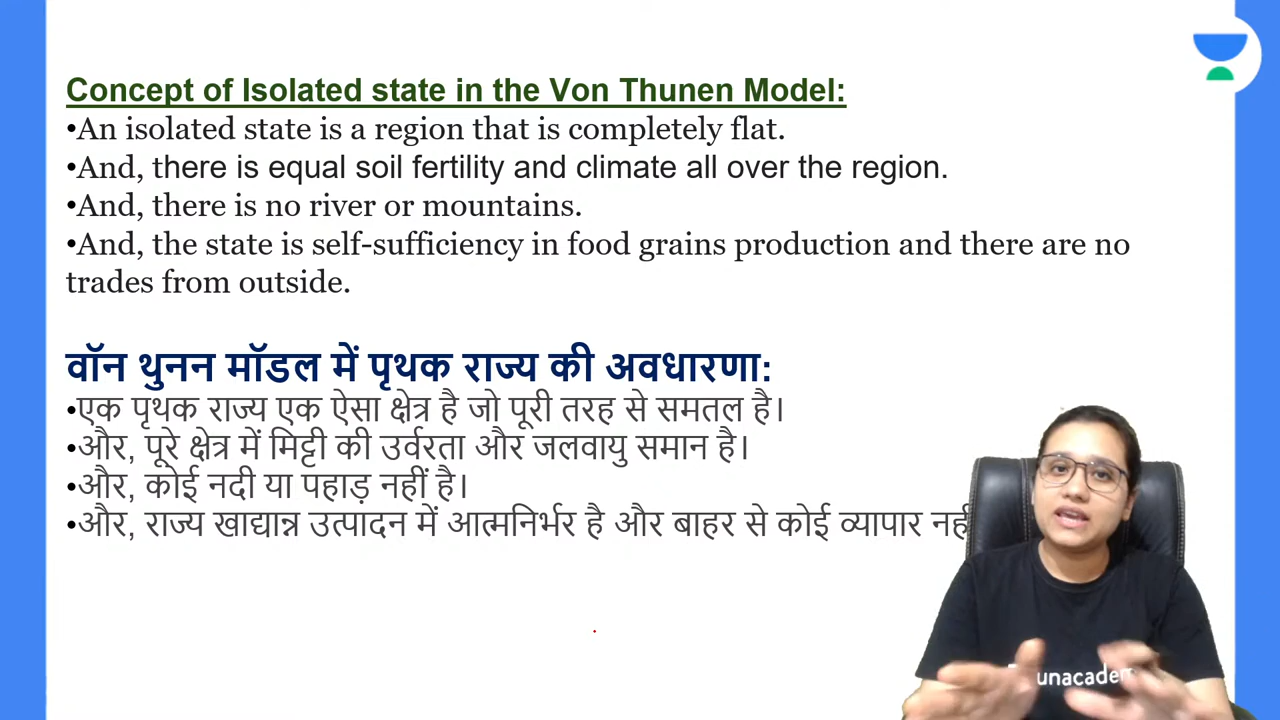 Concept of Isolated state in the Von Thunen Model:
•An isolated state is a region that is completely flat.
•And, there is equal soil fertility and climate all over the region.
•And, there is no river or mountains.
•And, the state is self-sufficiency in food grains production and there are no
trades from outside.
वॉन थुनन मॉडल में पृथक राज्य की अवधारणा:
•एक पृथक राज्य एक ऐसा क्षेत्र है जो पूरी तरह से समतल है।
•और, पूरे क्षेत्र में मिट्टी की उर्वरता और जलवायु समान है।
•और, कोई नदी या पहाड़ नहीं है।
•और, राज्य खाद्यान्न उत्पादन में आत्मनिर्भर है और बाहर से कोई व्यापार
unacadem